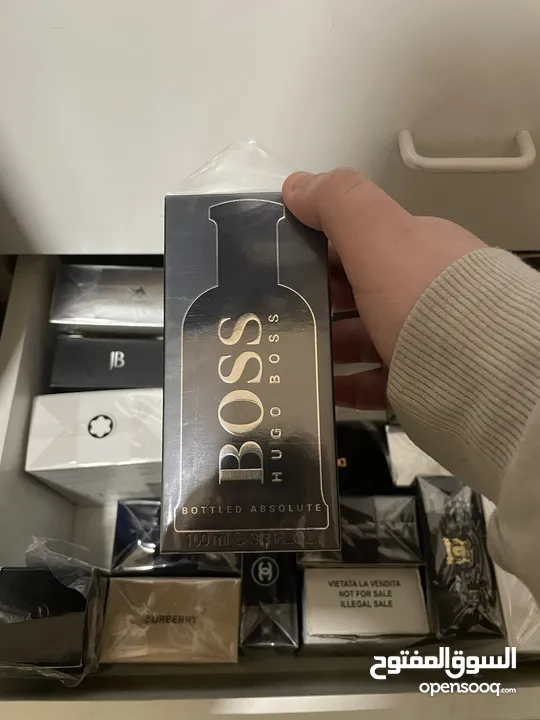 BOSS
HUGO BOSS
BOTTLED ABSOLUTE
100 ml
JB
BURBERRY
VIETATA LA VENDITA
NOT FOR SALE
ILLEGAL SALE
السوق المفتوح
opensooq.com